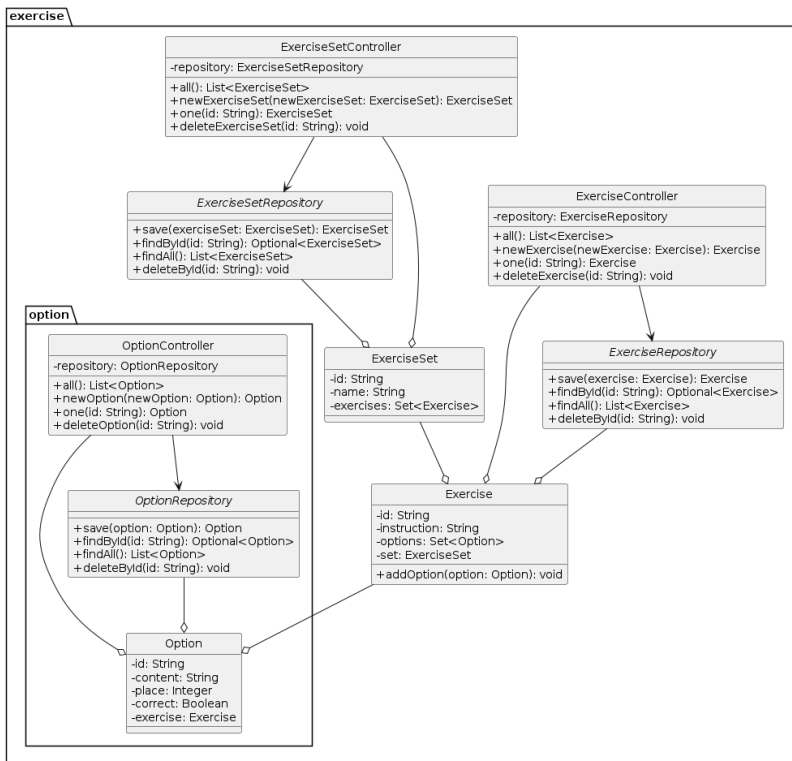 exercise
ExerciseSetController
-repository: ExerciseSetRepository
+all(): List<ExerciseSet>
+newExerciseSet(newExerciseSet: ExerciseSet): ExerciseSet
+one(id: String): ExerciseSet
+deleteExerciseSet(id: String): void
ExerciseSetRepository
+save(exerciseSet: ExerciseSet): ExerciseSet
+findById(id: String): Optional<ExerciseSet>
+findAll(): List<ExerciseSet>
+deleteById(id: String): void
ExerciseController
-repository: ExerciseRepository
+all(): List<Exercise>
+newExercise(newExercise: Exercise): Exercise
+one(id: String): Exercise
+deleteExercise(id: String): void
option
OptionController
-repository: OptionRepository
+all(): List<Option>
+newOption(newOption: Option): Option
+one(id: String): Option
+deleteOption(id: String): void
ExerciseSet
-id: String
-name: String
-exercises: Set<Exercise>
ExerciseRepository
+save(exercise: Exercise): Exercise
+findById(id: String): Optional<Exercise>
+findAll(): List<Exercise>
+deleteById(id: String): void
OptionRepository
+save(option: Option): Option
+findById(id: String): Optional<Option>
+findAll(): List<Option>
+deleteById(id: String): void
Exercise
-id: String
-instruction: String
-options: Set<Option>
-set: ExerciseSet
+addOption(option: Option): void
Option
-id: String
-content: String
-place: Integer
-correct: Boolean
-exercise: Exercise